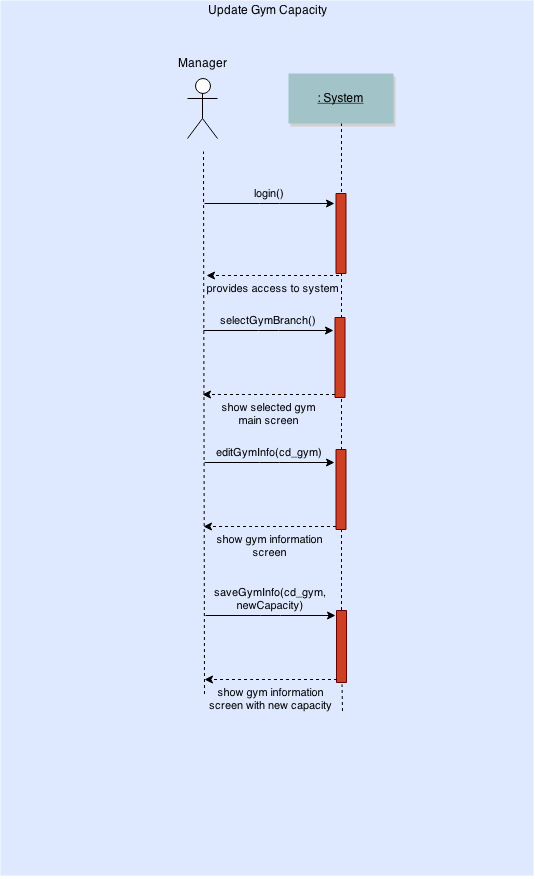 Update Gym Capacity
Manager
: System
login()
provides access to system
selectGymBranch()
show selected gym
main screen
editGymInfo(cd_gym)
show gym information
screen
saveGymInfo(cd_gym,
newCapacity)
show gym information
screen with new capacity